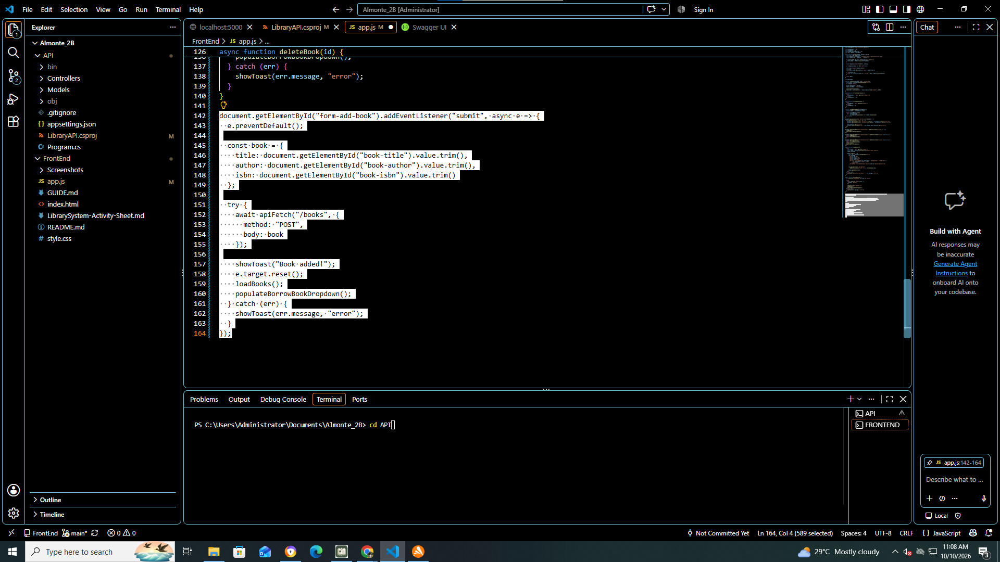 File Edit Selection View Go Run Terminal Help
Almonte_2B [Administrator]
Sign In
Explorer
localhost:5000
LibraryAPI.csproj M
JS app.js M
Swagger UI
Chat
FrontEnd > JS app.js > ...
Almonte_2B
API
bin
Controllers
Models
obj
.gitignore
appsettings.json
LibraryAPI.csproj M
Program.cs
FrontEnd
Screenshots
JS app.js M
GUIDE.md
index.html
LibrarySystem-Activity-Sheet.md
README.md
style.css
Outline
Timeline
126 async function deleteBook(id) {
populateBorrowBookDropdown();
137 } catch (err) {
138 showToast(err.message, "error");
139 }
140 }
141
142 document.getElementById("form-add-book").addEventListener("submit", async e => {
143 e.preventDefault();
144
145 const book = {
146 title: document.getElementById("book-title").value.trim(),
147 author: document.getElementById("book-author").value.trim(),
148 isbn: document.getElementById("book-isbn").value.trim()
149 };
150
151 try {
152 await apiFetch("/books", {
153 method: "POST",
154 body: book
155 });
156
157 showToast("Book added!");
158 e.target.reset();
159 loadBooks();
160 populateBorrowBookDropdown();
161 } catch (err) {
162 showToast(err.message, "error");
163 }
164 });
Problems Output Debug Console Terminal Ports
PS C:\Users\Administrator\Documents\Almonte_2B> cd API
API
FRONTEND
Build with Agent
AI responses may
be inaccurate
Generate Agent
Instructions to
onboard AI onto
your codebase.
JS app.js:142-164
Describe what to ...
Local
FrontEnd main* 0 0
Not Committed Yet Ln 164, Col 4 (589 selected) Spaces: 4 UTF-8 CRLF { } JavaScript
Type here to search
29°C Mostly cloudy
11:08 AM
10/10/2026
3